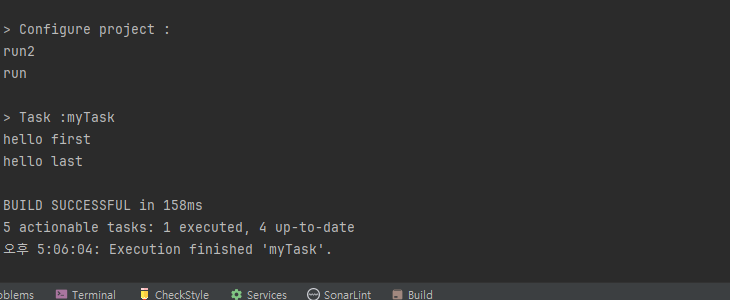 > Configure project :
run2
run
> Task :myTask
hello first
hello last
BUILD SUCCESSFUL in 158ms
5 actionable tasks: 1 executed, 4 up-to-date
오후 5:06:04: Execution finished 'myTask'.
oblems Terminal CheckStyle Services SonarLint Build